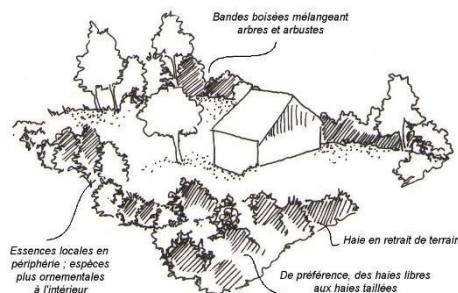 Bandes boisées mélangeant
arbres et arbustes
Essences locales en
périphérie ; espèces
plus ornementales
à l'intérieur
Haie en retrait de terrain
De préférence, des haies libres
aux haies taillées